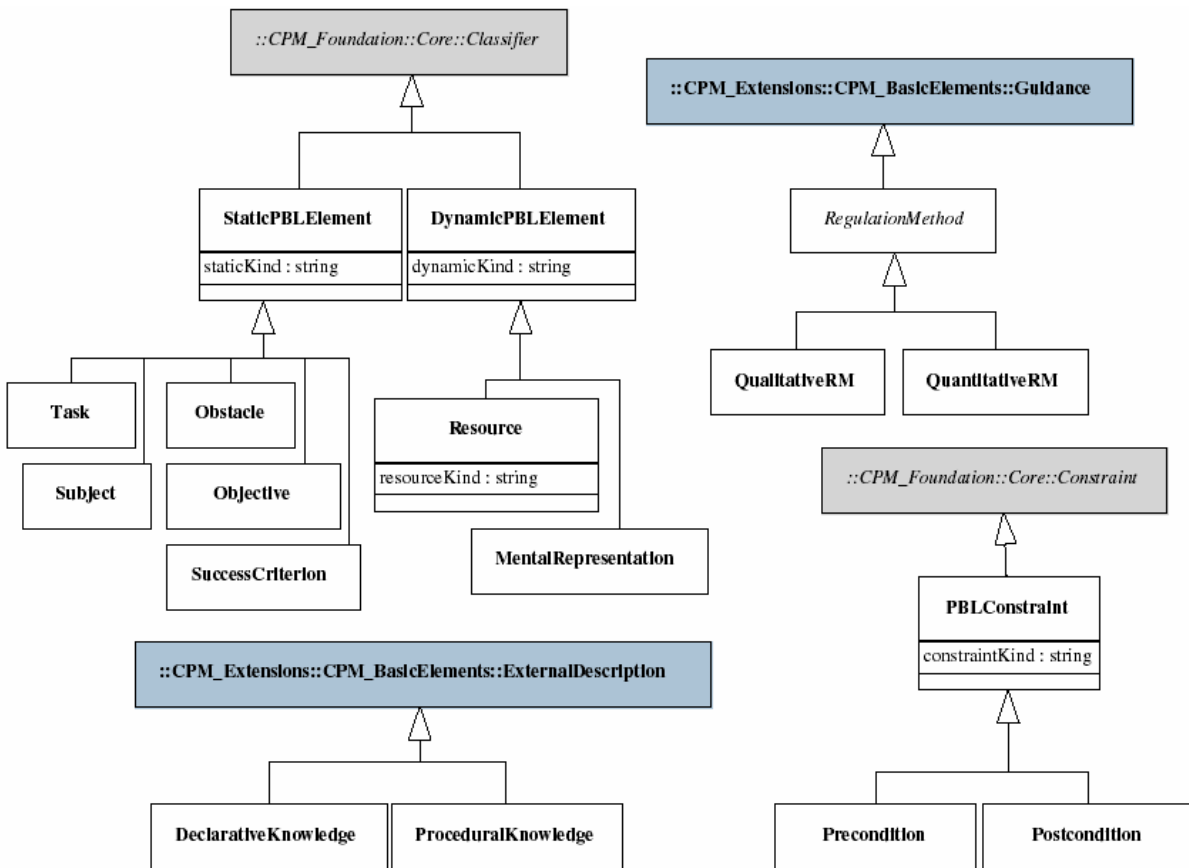 ::CPM_Foundation::Core::Classifier
::CPM_Extensions::CPM_BasicElements::Guidance
StaticPBLElement
staticKind : string
DynamicPBLElement
dynamicKind : string
RegulationMethod
QualitativeRM
QuantitativeRM
Task
Obstacle
Subject
Objective
SuccessCriterion
Resource
resourceKind : string
MentalRepresentation
::CPM_Foundation::Core::Constraint
PBLConstraint
constraintKind : string
::CPM_Extensions::CPM_BasicElements::ExternalDescription
DeclarativeKnowledge
ProceduralKnowledge
Precondition
Postcondition